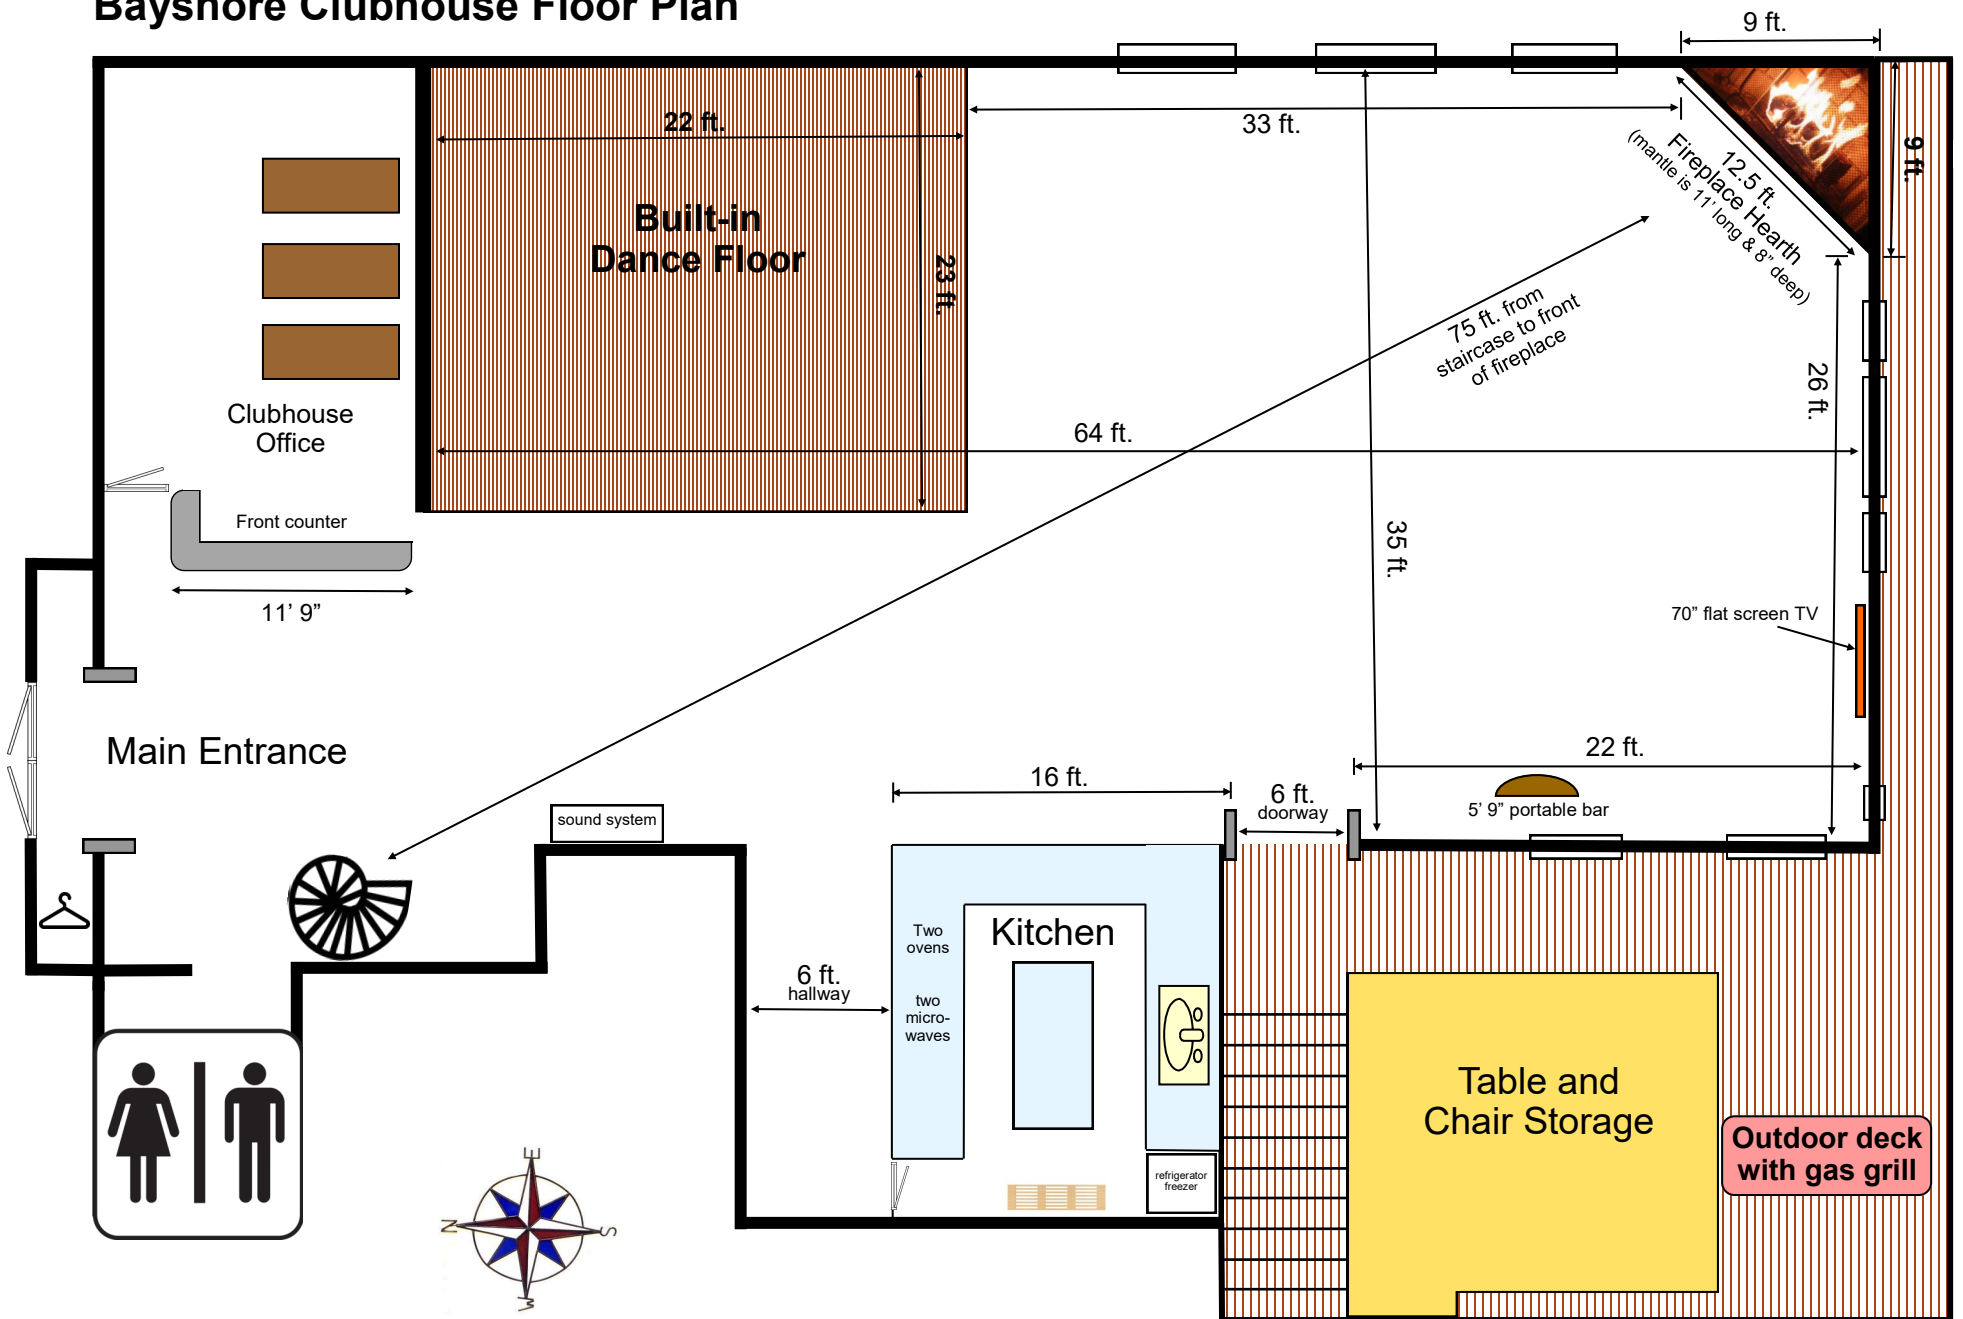 Bayshore Clubhouse Floor Plan
9 ft.
22 ft.
33 ft.
9 ft.
12.5 ft.
Fireplace Hearth
(mantle is 11’ long & 8” deep)
Built-in
Dance Floor
23 ft.
75 ft. from
staircase to front
of fireplace
26 ft.
Clubhouse
Office
64 ft.
Front counter
35 ft.
11’ 9”
70” flat screen TV
Main Entrance
22 ft.
16 ft.
6 ft.
doorway
5’ 9” portable bar
sound system
Two
ovens
Kitchen
6 ft.
hallway
two
micro-
waves
Table and
Chair Storage
Outdoor deck
with gas grill
refrigerator
freezer
E
N
S
W